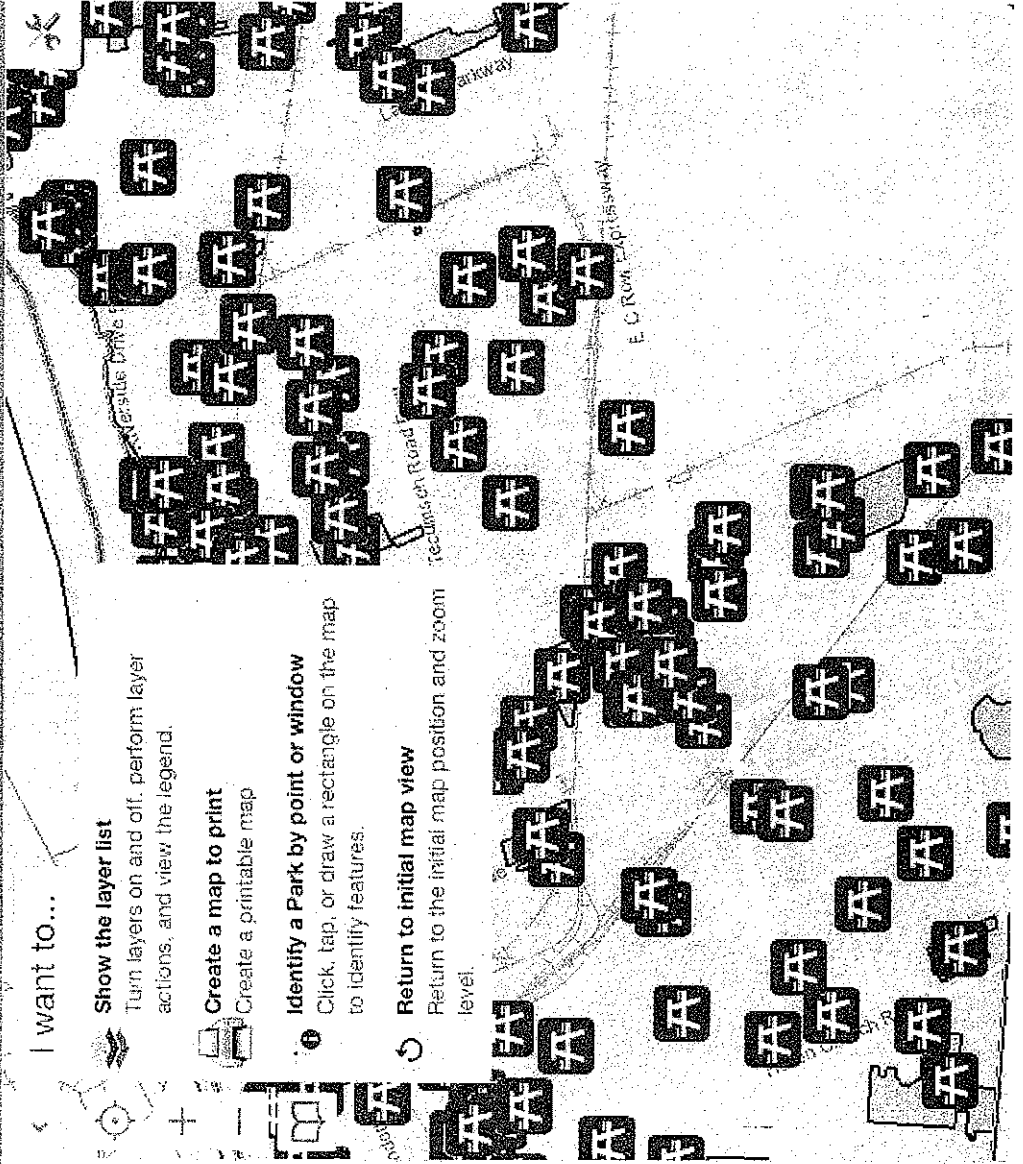 I want to...
Show the layer list
Turn layers on and off, perform layer
actions, and view the legend.
Create a map to print
Create a printable map
Identify a Park by point or window
Click, tap, or draw a rectangle on the map
to identify features.
Return to initial map view
Return to the initial map position and zoom
level.
Drive
Tecumseh Road
E C Row Expressway